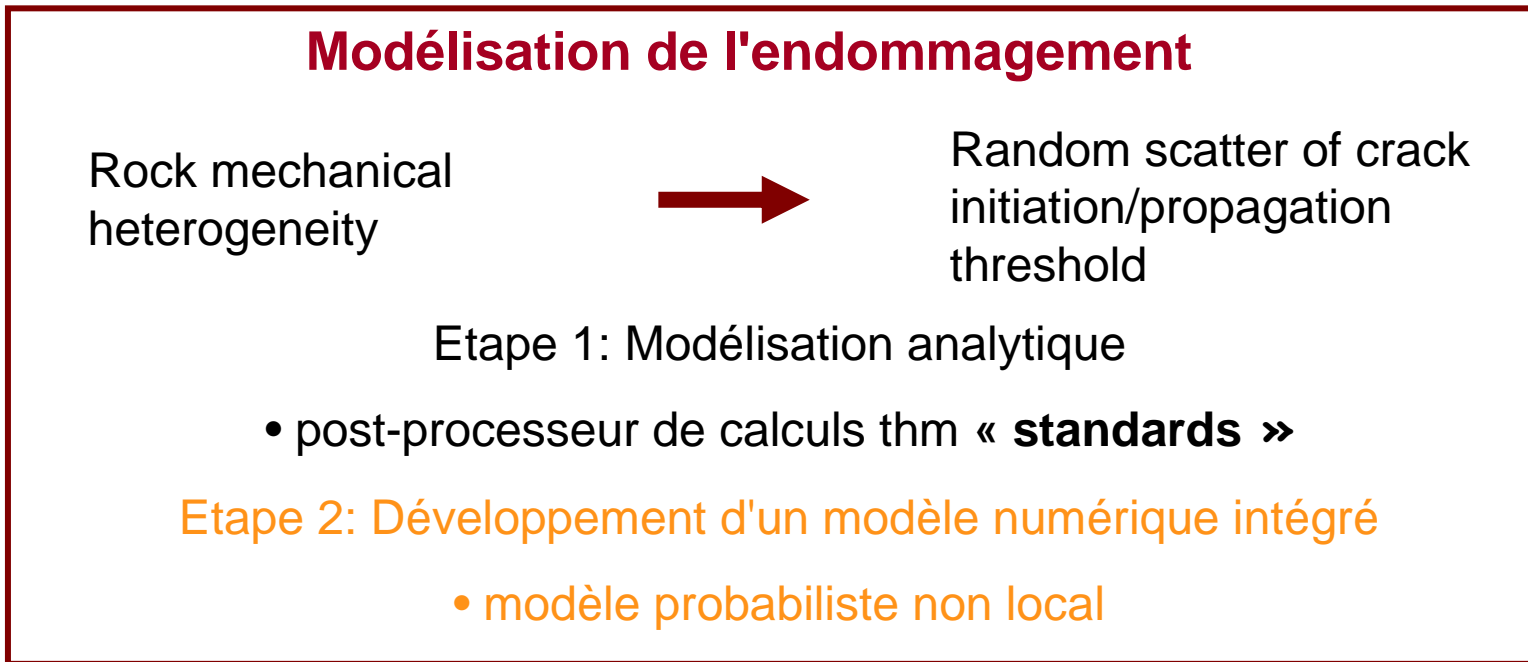 Modélisation de l'endommagement
Rock mechanical
heterogeneity
Random scatter of crack
initiation/propagation
threshold
Etape 1: Modélisation analytique
• post-processeur de calculs thm « standards »
Etape 2: Développement d'un modèle numérique intégré
• modèle probabiliste non local